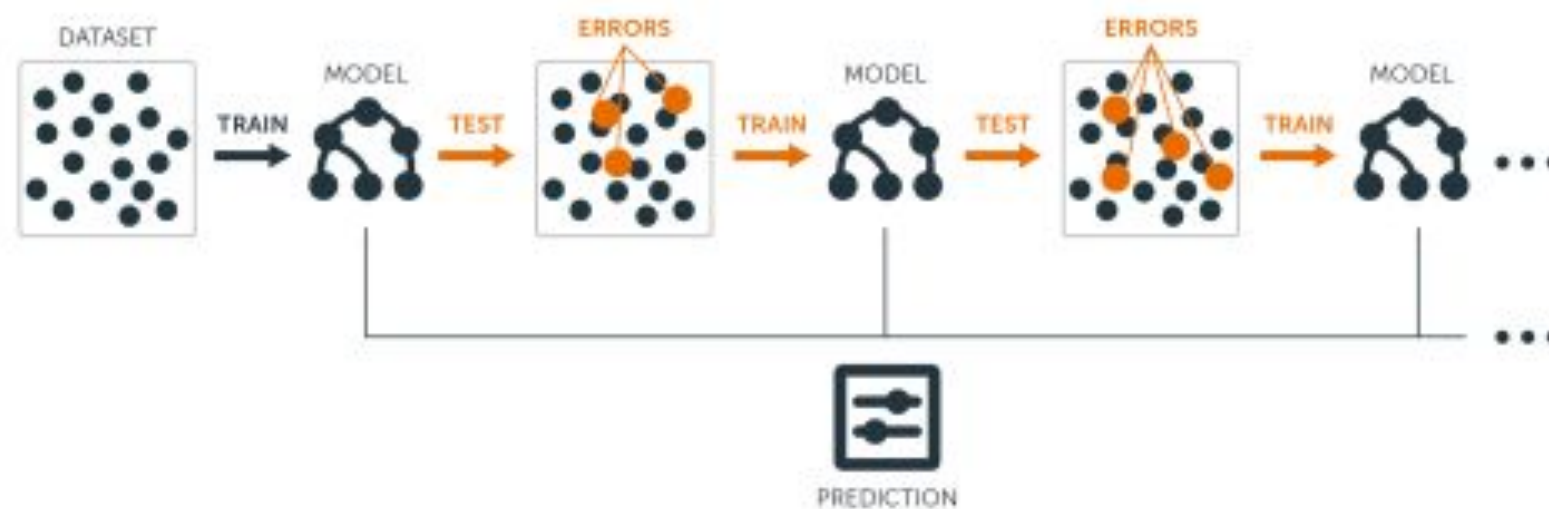 DATASET
TRAIN
MODEL
TEST
ERRORS
TRAIN
MODEL
TEST
ERRORS
TRAIN
MODEL
PREDICTION